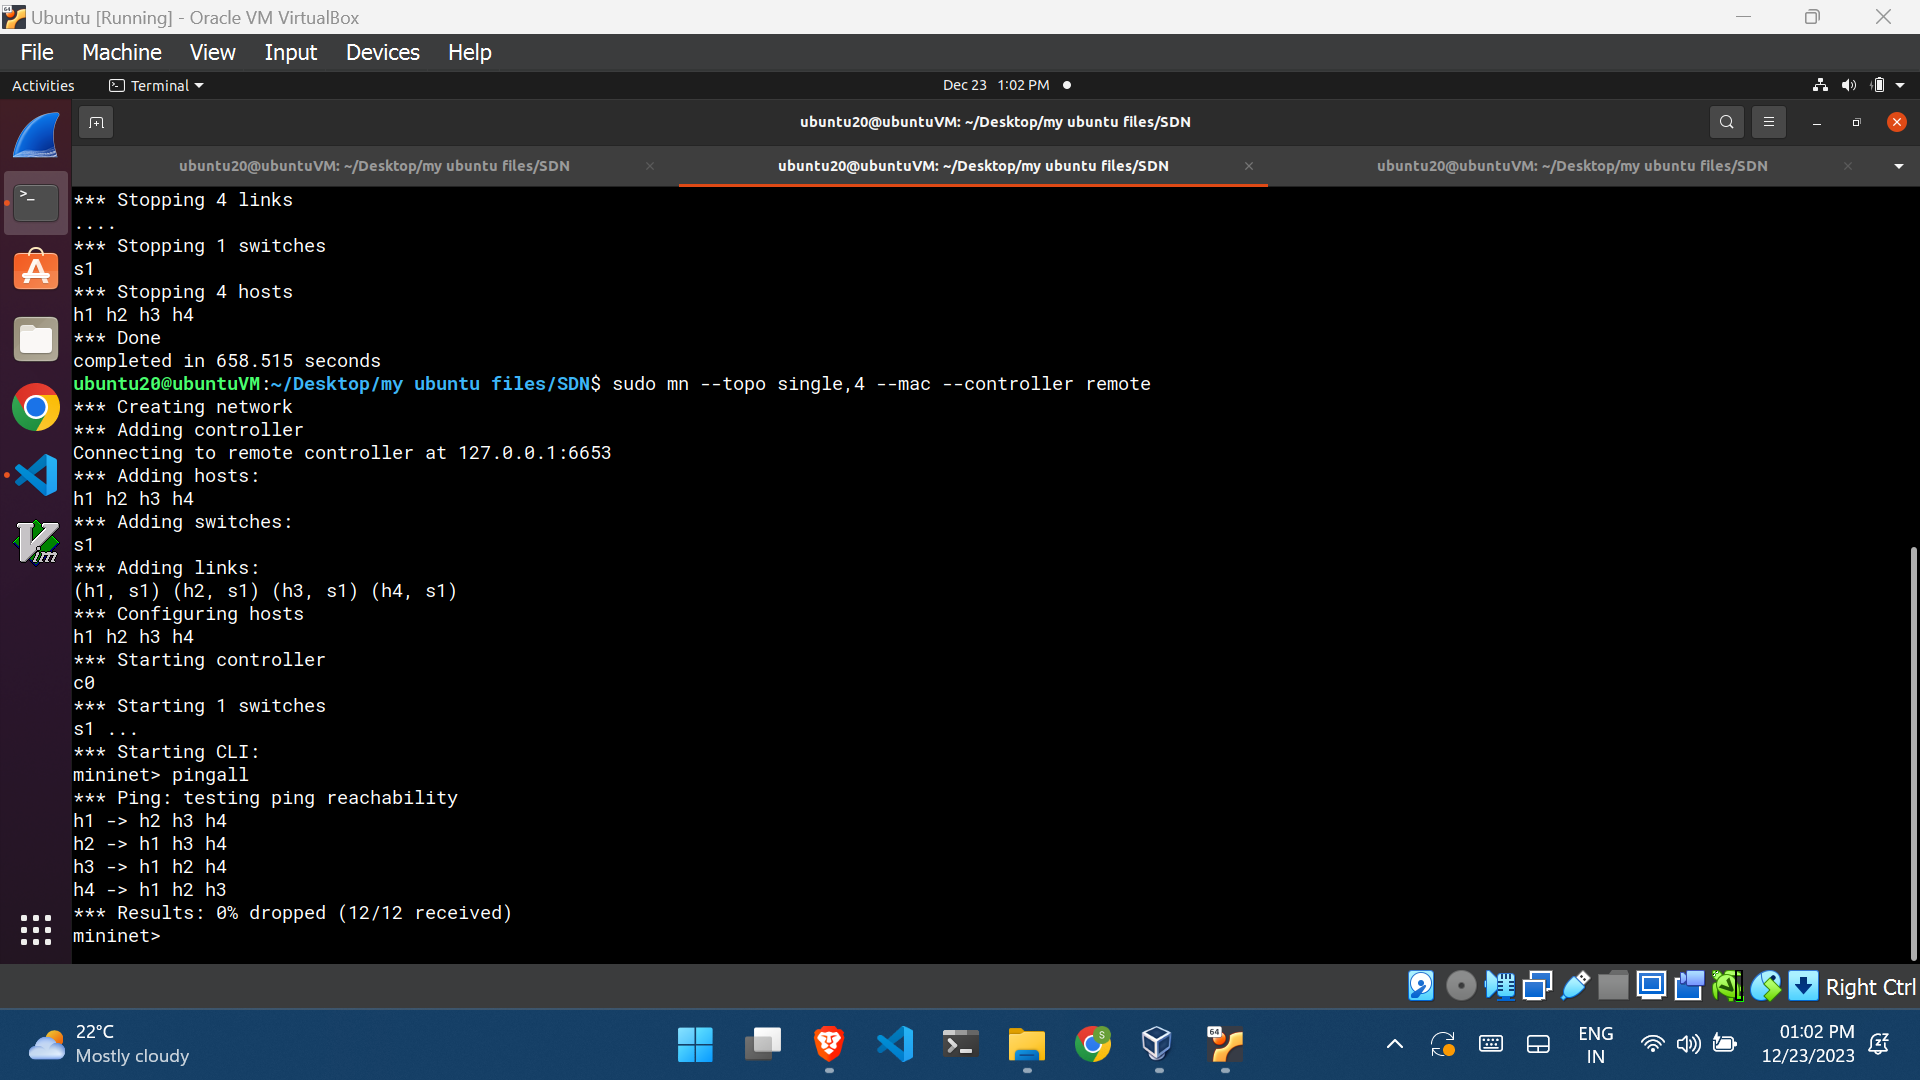 Ubuntu [Running] - Oracle VM VirtualBox
File Machine View Input Devices Help
Activities Terminal Dec 23 1:02 PM
ubuntu20@ubuntuVM: ~/Desktop/my ubuntu files/SDN
ubuntu20@ubuntuVM: ~/Desktop/my ubuntu files/SDN ubuntu20@ubuntuVM: ~/Desktop/my ubuntu files/SDN ubuntu20@ubuntuVM: ~/Desktop/my ubuntu files/SDN
*** Stopping 4 links
....
*** Stopping 1 switches
s1
*** Stopping 4 hosts
h1 h2 h3 h4
*** Done
completed in 658.515 seconds
ubuntu20@ubuntuVM:~/Desktop/my ubuntu files/SDN$ sudo mn --topo single,4 --mac --controller remote
*** Creating network
*** Adding controller
Connecting to remote controller at 127.0.0.1:6653
*** Adding hosts:
h1 h2 h3 h4
*** Adding switches:
s1
*** Adding links:
(h1, s1) (h2, s1) (h3, s1) (h4, s1)
*** Configuring hosts
h1 h2 h3 h4
*** Starting controller
c0
*** Starting 1 switches
s1 ...
*** Starting CLI:
mininet> pingall
*** Ping: testing ping reachability
h1 -> h2 h3 h4
h2 -> h1 h3 h4
h3 -> h1 h2 h4
h4 -> h1 h2 h3
*** Results: 0% dropped (12/12 received)
mininet>
Right Ctrl
22°C
Mostly cloudy
ENG
IN
01:02 PM
12/23/2023